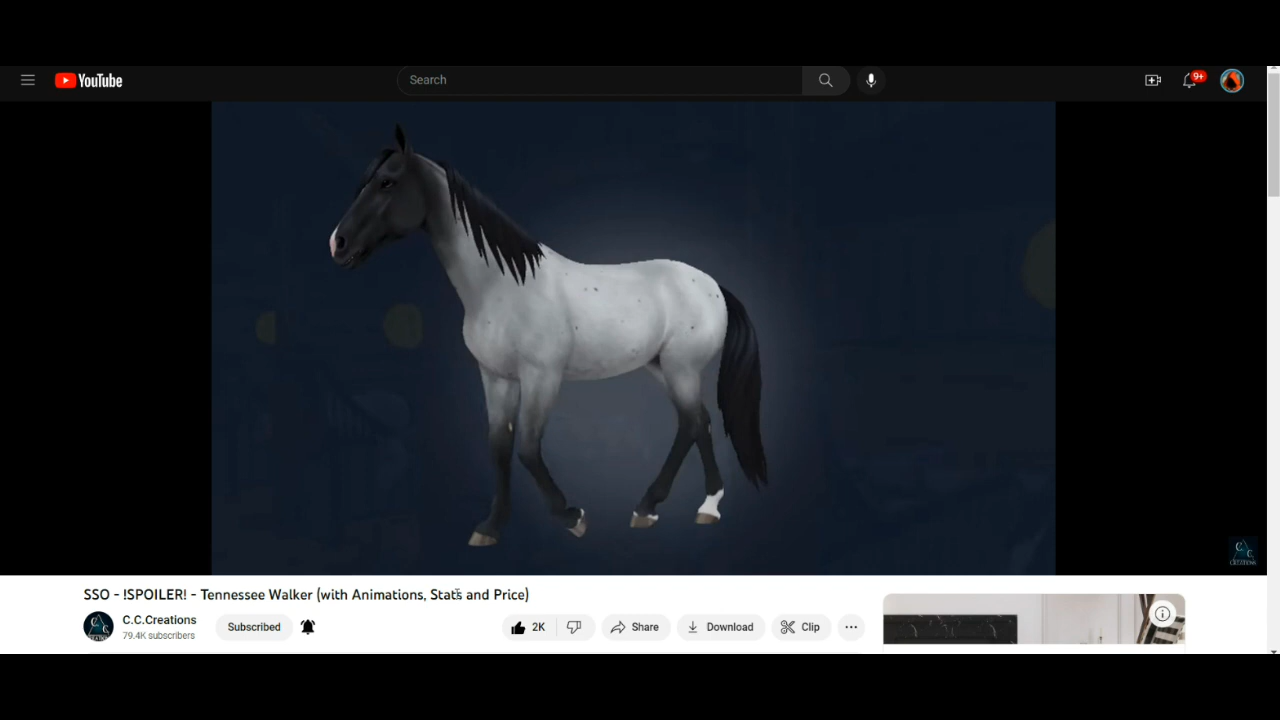 YouTube
Search
9+
SSO - !SPOILER! - Tennessee Walker (with Animations, Stats and Price)
C.C.Creations
79.4K subscribers
Subscribed
2K
Share
Download
Clip